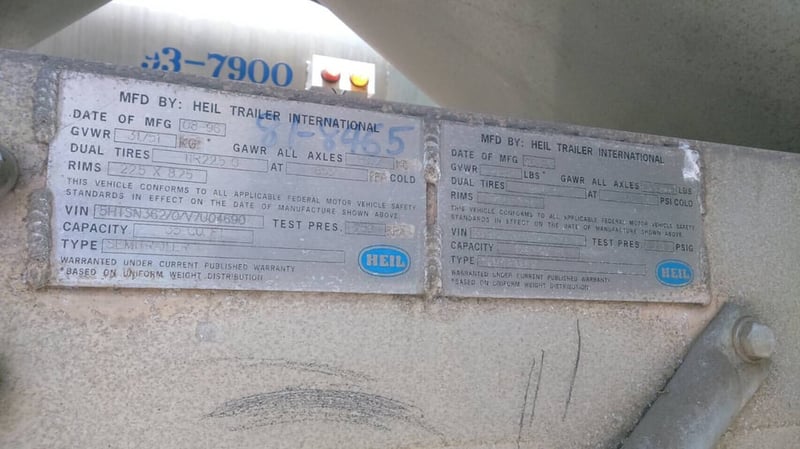 93-7900
MFD BY: HEIL TRAILER INTERNATIONAL
DATE OF MFG 08-96
81-8465
GVWR 31751 KG* GAWR ALL AXLES KG
DUAL TIRES AT KPA COLD
RIMS 22.5 X 8.25
THIS VEHICLE CONFORMS TO ALL APPLICABLE FEDERAL MOTOR VEHICLE SAFETY
STANDARDS IN EFFECT ON THE DATE OF MANUFACTURE SHOWN ABOVE.
VIN TEST PRES.
CAPACITY
TYPE SEMITRAILER
HEIL
WARRANTED UNDER CURRENT PUBLISHED WARRANTY
*BASED ON UNIFORM WEIGHT DISTRIBUTION
MFD BY: HEIL TRAILER INTERNATIONAL
DATE OF MFG
GVWR LBS* GAWR ALL AXLES LBS
DUAL TIRES AT PSI COLD
RIMS
THIS VEHICLE CONFORMS TO ALL APPLICABLE FEDERAL MOTOR VEHICLE SAFETY
STANDARDS IN EFFECT ON THE DATE OF MANUFACTURE SHOWN ABOVE.
VIN TEST PRES. PSIG
CAPACITY
TYPE
HEIL
WARRANTED UNDER CURRENT PUBLISHED WARRANTY
*BASED ON UNIFORM WEIGHT DISTRIBUTION